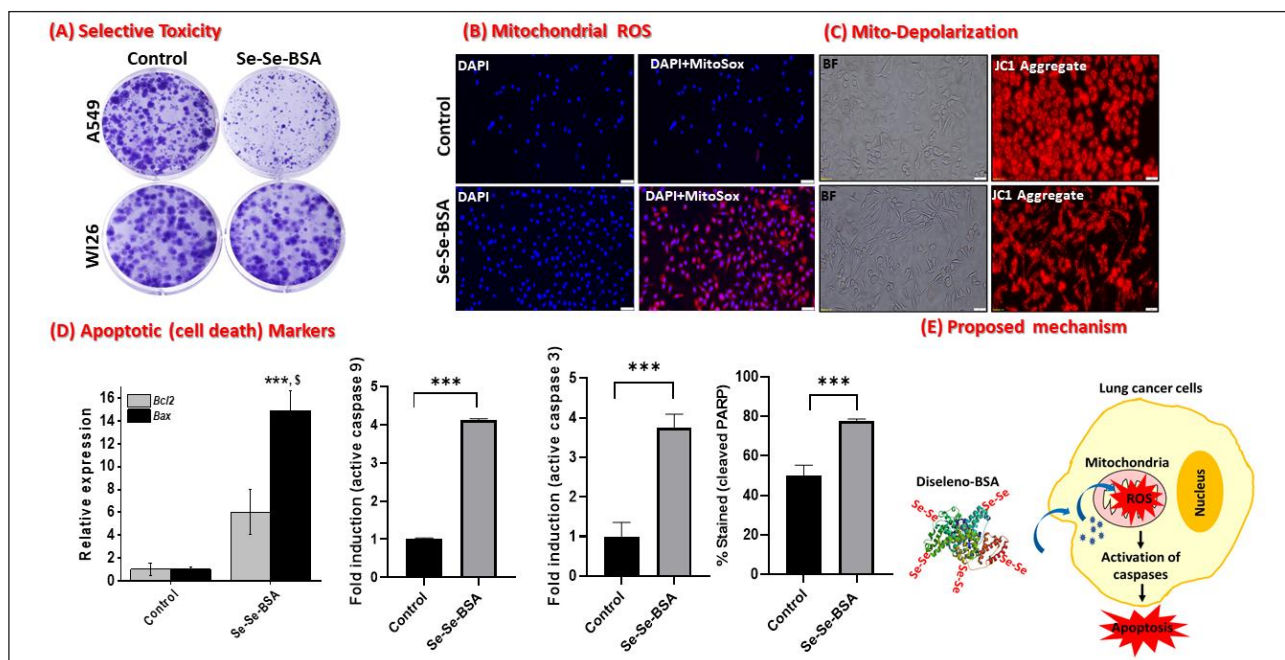 (A) Selective Toxicity
Control
Se-Se-BSA
A549
WI26
(B) Mitochondrial ROS
DAPI
DAPI+MitoSox
Control
DAPI
DAPI+MitoSox
Se-Se-BSA
(C) Mito-Depolarization
BF
JC1 Aggregate
BF
JC1 Aggregate
(D) Apoptotic (cell death) Markers
Relative expression
16
14
12
10
8
6
4
2
0
Bcl2
Bax
***, $
Control
Se-Se-BSA
Fold induction (active caspase 9)
5
4
3
2
1
0
***
Control
Se-Se-BSA
Fold induction (active caspase 3)
5
4
3
2
1
0
***
Control
Se-Se-BSA
% Stained (cleaved PARP)
100
80
60
40
20
0
***
Control
Se-Se-BSA
(E) Proposed mechanism
Lung cancer cells
Mitochondria
ROS
Nucleus
Diseleno-BSA
Se-Se
Se-Se
Se-Se
Se-Se
Se-Se
Activation of
caspases
Apoptosis